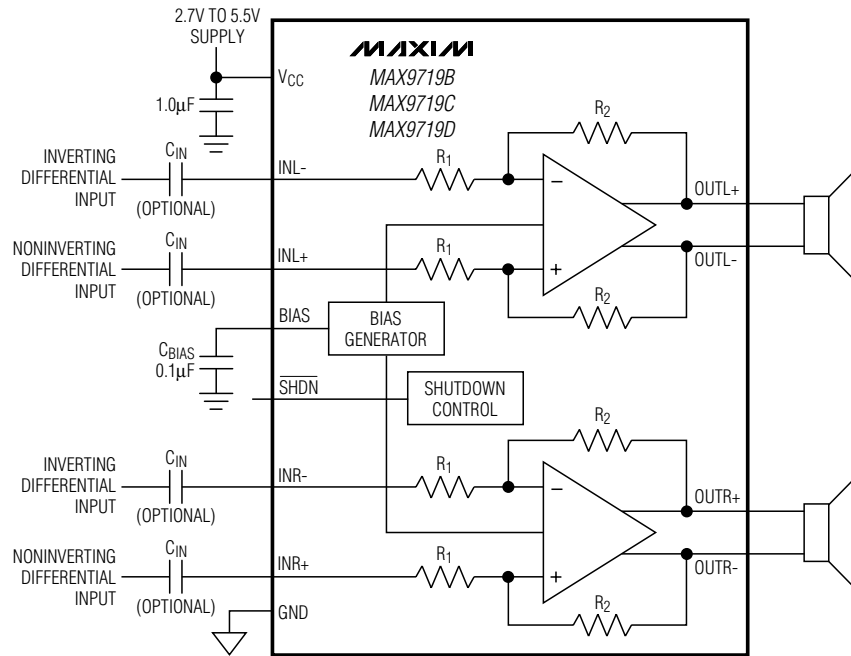 2.7V TO 5.5V
SUPPLY
VCC
1.0μF
MAXIM
MAX9719B
MAX9719C
MAX9719D
INVERTING
DIFFERENTIAL
INPUT
CIN
(OPTIONAL)
INL-
R1
R2
−
OUTL+
NONINVERTING
DIFFERENTIAL
INPUT
CIN
(OPTIONAL)
INL+
R1
+
R2
OUTL-
BIAS
BIAS
GENERATOR
CBIAS
0.1μF
SHDN
SHUTDOWN
CONTROL
INVERTING
DIFFERENTIAL
INPUT
CIN
(OPTIONAL)
INR-
R1
R2
−
OUTR+
NONINVERTING
DIFFERENTIAL
INPUT
CIN
(OPTIONAL)
INR+
R1
+
R2
OUTR-
GND